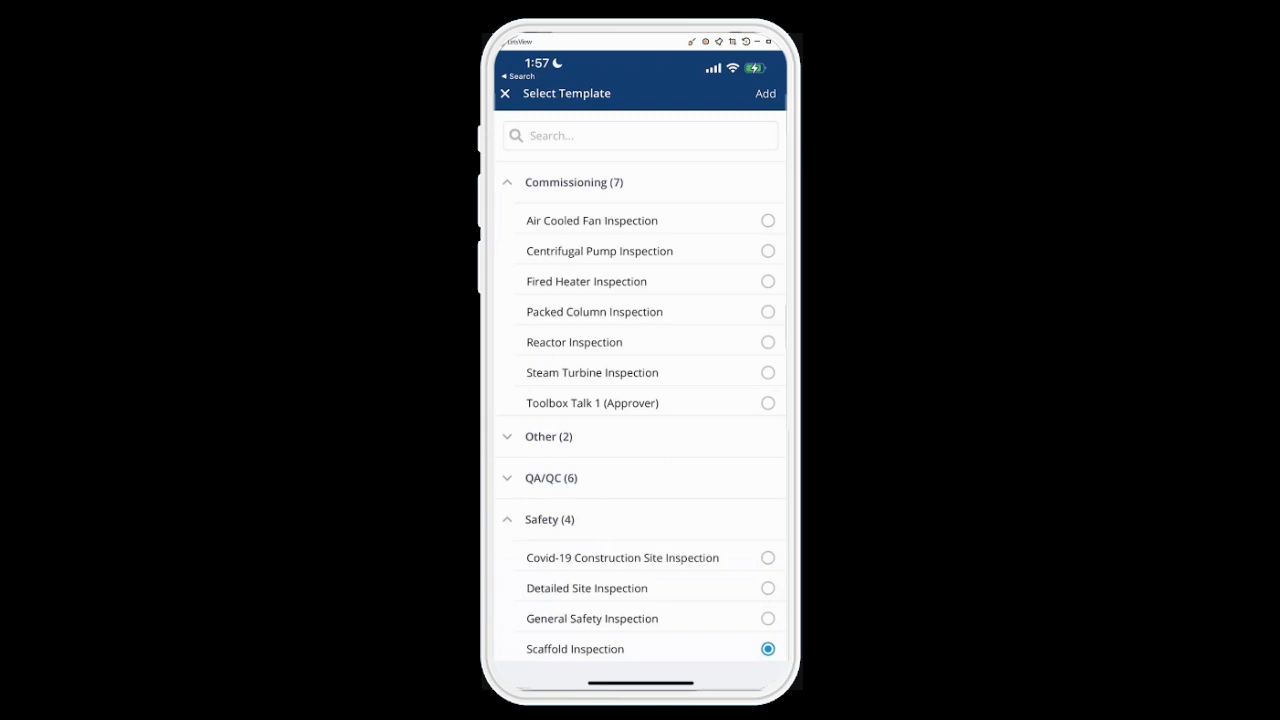 LetsView
1:57
Search
Select Template
Add
Search...
Commissioning (7)
Air Cooled Fan Inspection
Centrifugal Pump Inspection
Fired Heater Inspection
Packed Column Inspection
Reactor Inspection
Steam Turbine Inspection
Toolbox Talk 1 (Approver)
Other (2)
QA/QC (6)
Safety (4)
Covid-19 Construction Site Inspection
Detailed Site Inspection
General Safety Inspection
Scaffold Inspection